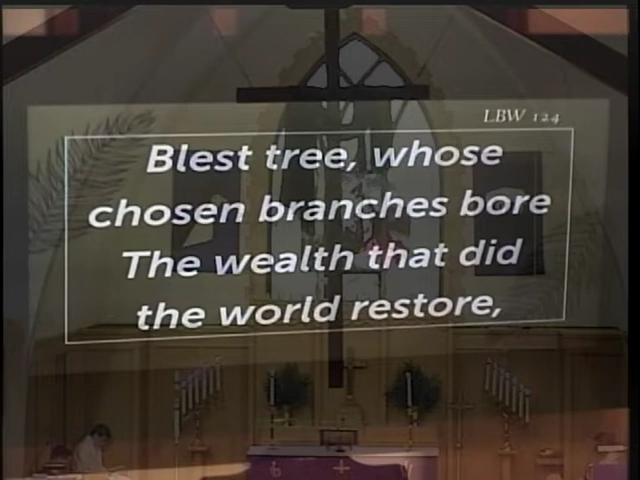 LBW 124
Blest tree, whose
chosen branches bore
The wealth that did
the world restore,